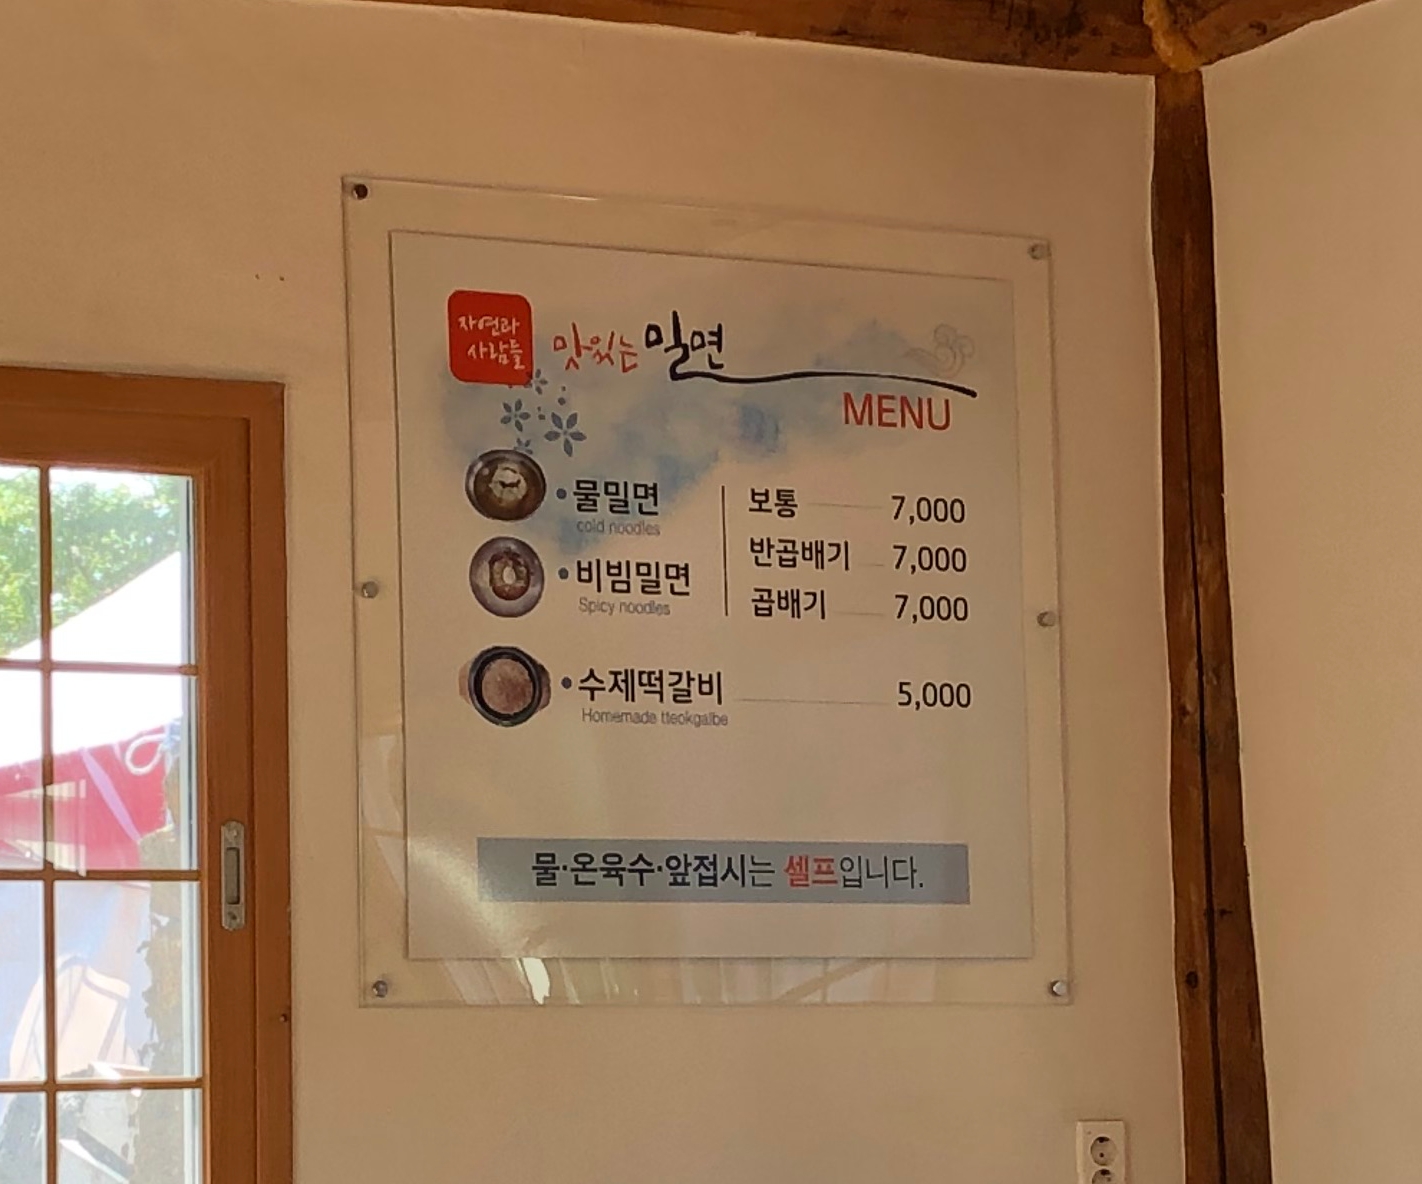 자연과
사람들
맛있는 밀면
MENU
•물밀면
cold noodles
•비빔밀면
Spicy noodles
보통 7,000
반곱배기 7,000
곱배기 7,000
•수제떡갈비 5,000
Homemade tteokgalbe
물·온육수·앞접시는 셀프입니다.